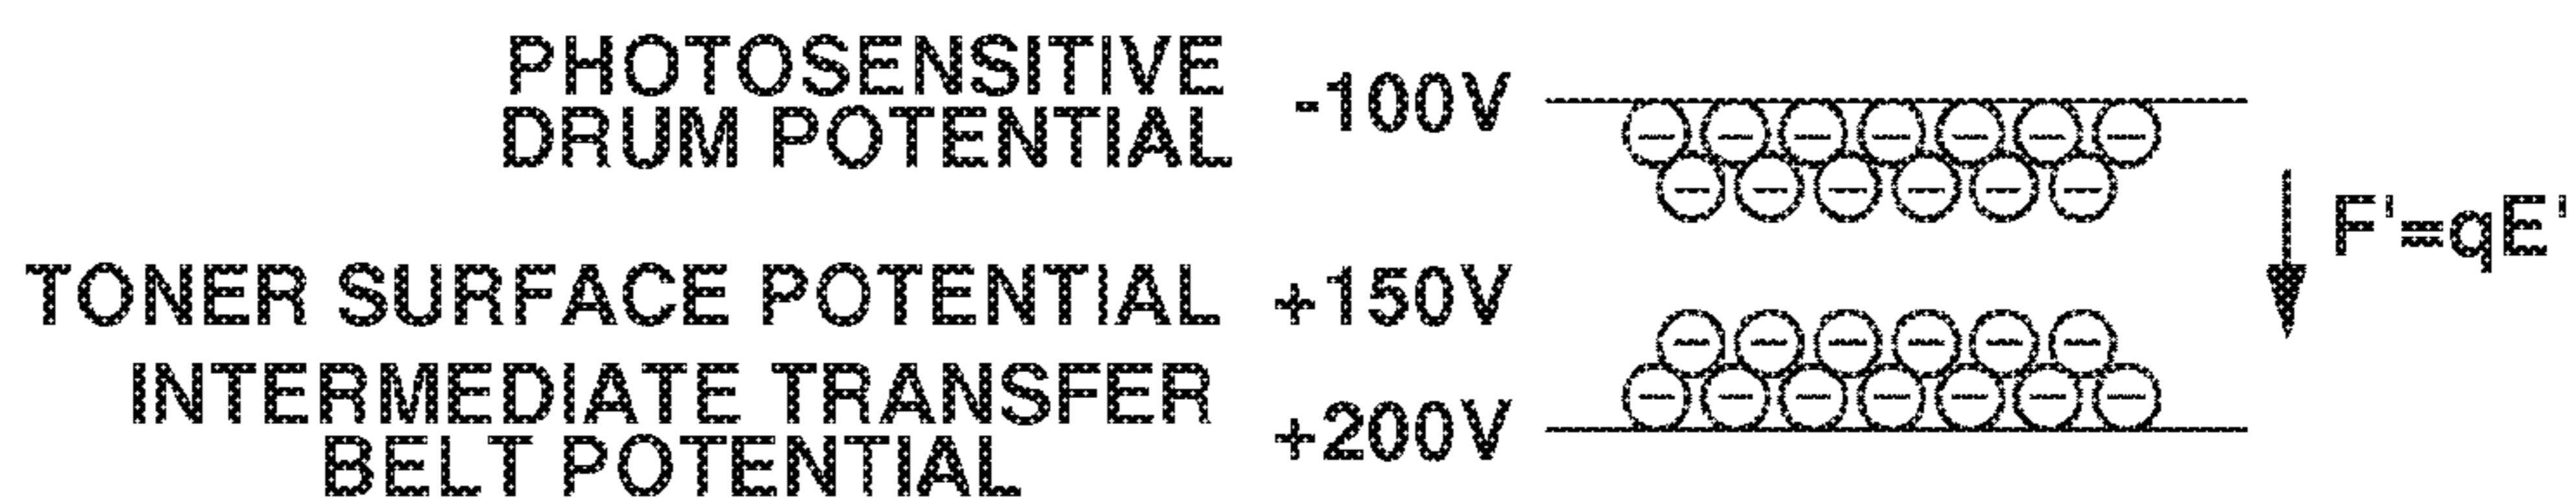 PHOTOSENSITIVE
DRUM POTENTIAL -100V
F'=qE'
TONER SURFACE POTENTIAL +150V
INTERMEDIATE TRANSFER
BELT POTENTIAL +200V